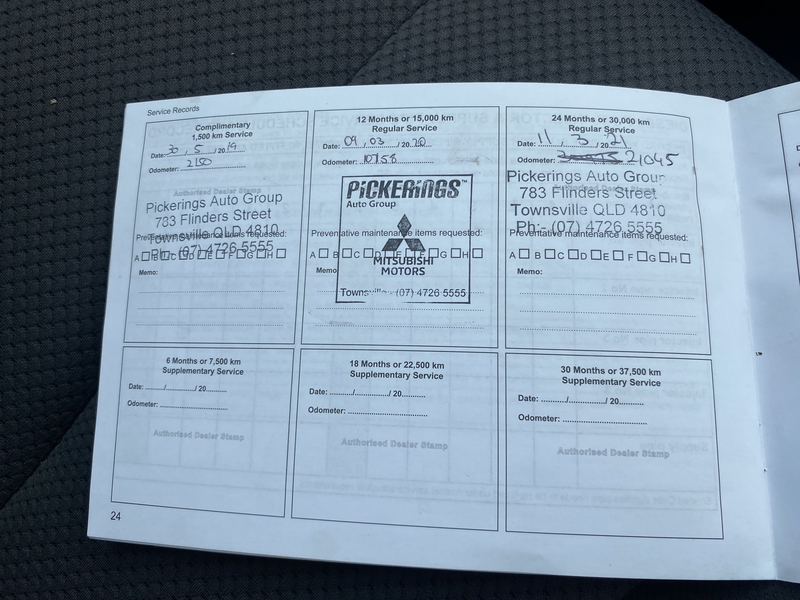 Service Records
Complimentary
1,500 km Service
Date: 30 / 5 / 2019
Odometer: 2150
Authorised Dealer Stamp
Pickerings Auto Group
783 Flinders Street
Townsville QLD 4810
Ph:- (07) 4726 5555
Preventative maintenance items requested:
A B C D E F G H
Memo:
12 Months or 15,000 km
Regular Service
Date: 09 / 03 / 2020
Odometer: 10758
PiCKERiNGS™
Auto Group
Preventative maintenance items requested:
A B C D E F G H
MITSUBISHI
MOTORS
Memo:
Townsville - (07) 4726 5555
24 Months or 30,000 km
Regular Service
Date: 11 / 3 / 2021
Odometer: 21045
Pickerings Auto Group
783 Flinders Street
Townsville QLD 4810
Ph:- (07) 4726 5555
Preventative maintenance items requested:
A B C D E F G H
Memo:
6 Months or 7,500 km
Supplementary Service
Date: ......../............/ 20.........
Odometer: ..............................
Authorised Dealer Stamp
18 Months or 22,500 km
Supplementary Service
Date: ........./............../ 20..........
Odometer: ..................................
Authorised Dealer Stamp
30 Months or 37,500 km
Supplementary Service
Date: ........./............../ 20..........
Odometer: ..................................
Authorised Dealer Stamp
24